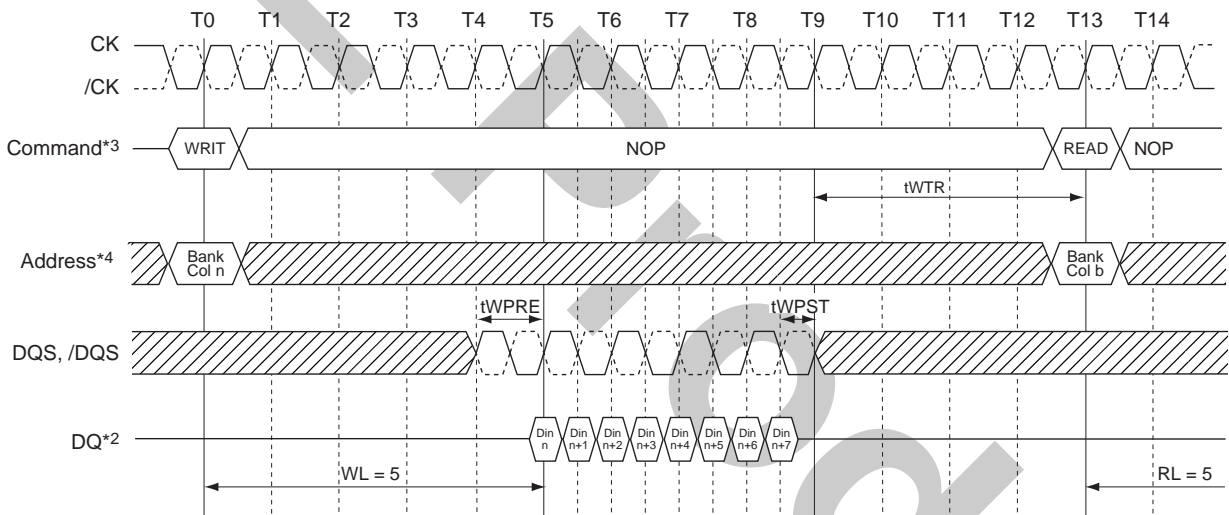 T0 T1 T2 T3 T4 T5 T6 T7 T8 T9 T10 T11 T12 T13 T14
CK
/CK
Command*3 WRIT NOP READ NOP
tWTR
Address*4 Bank Col n Bank Col b
tWPRE tWPST
DQS, /DQS
DQ*2 Din n Din n+1 Din n+2 Din n+3 Din n+4 Din n+5 Din n+6 Din n+7
WL = 5 RL = 5